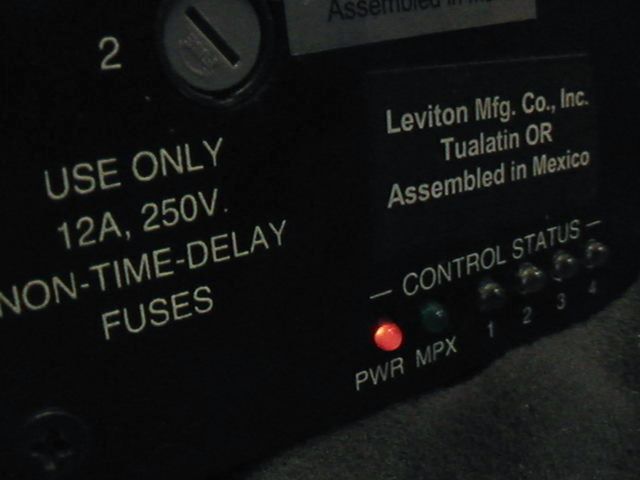 Assembled in
2
USE ONLY
12A, 250V.
NON-TIME-DELAY
FUSES
Leviton Mfg. Co., Inc.
Tualatin OR
Assembled in Mexico
— CONTROL STATUS —
PWR MPX 1 2 3 4